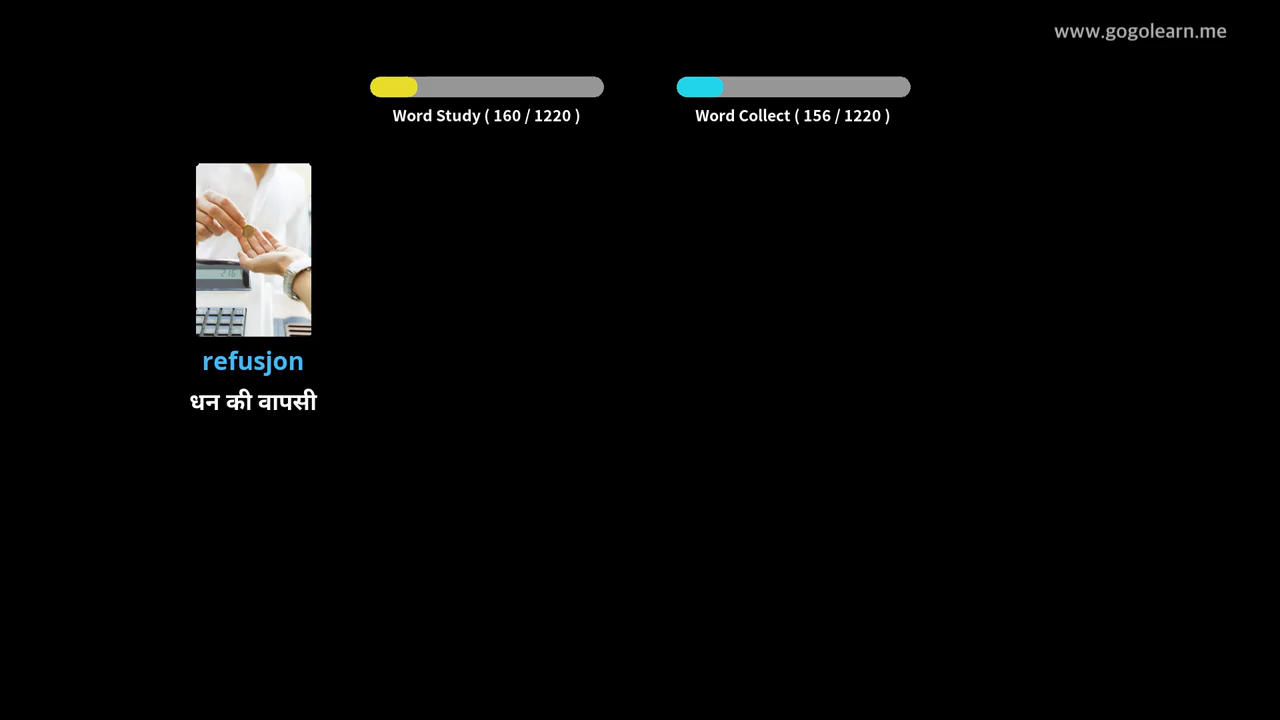 www.gogolearn.me
Word Study ( 160 / 1220 )
Word Collect ( 156 / 1220 )
refusjon
धन की वापसी